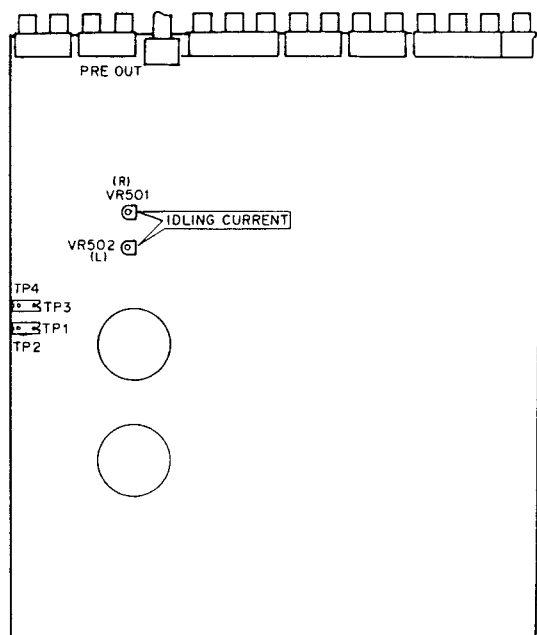 PRE OUT
(R)
VR501
IDLING CURRENT
VR502
(L)
TP4
TP3
TP1
TP2